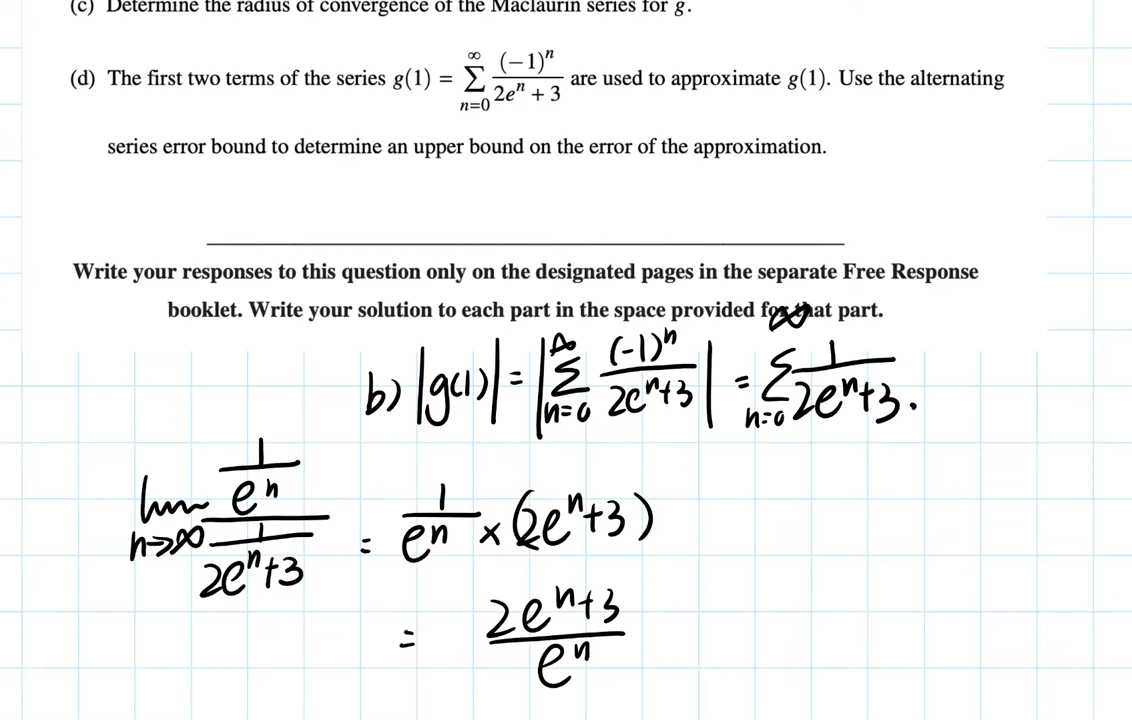 (c) Determine the radius of convergence of the Maclaurin series for g.
(d) The first two terms of the series g(1) = ∑_{n=0}^{∞} (−1)^n / (2e^n + 3) are used to approximate g(1). Use the alternating
series error bound to determine an upper bound on the error of the approximation.
Write your responses to this question only on the designated pages in the separate Free Response
booklet. Write your solution to each part in the space provided for that part.
b) |g(1)| = |∑_{n=0}^{∞} (-1)^n / (2e^n+3)| = ∑_{n=0}^{∞} 1 / (2e^n+3).
lim_{n→∞} (1/e^n) / (1/(2e^n+3)) = 1/e^n × (2e^n+3)
= (2e^n+3) / e^n